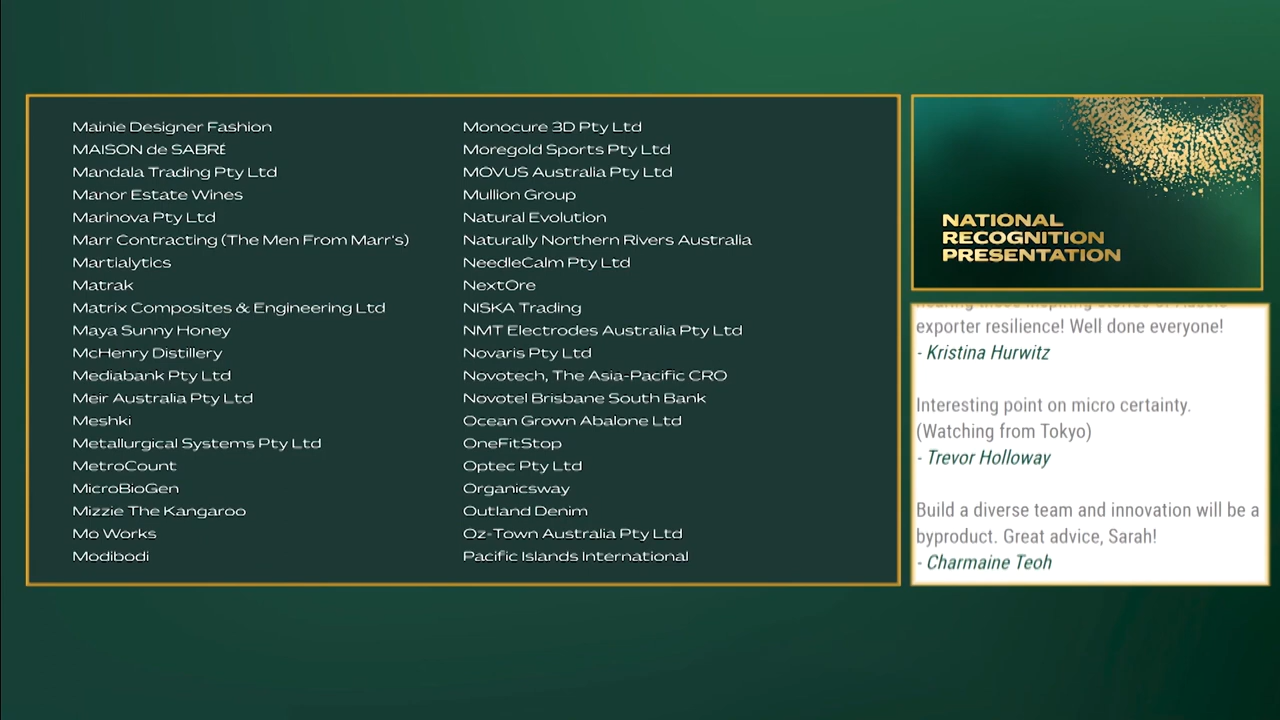 Mainie Designer Fashion
MAISON de SABRÉ
Mandala Trading Pty Ltd
Manor Estate Wines
Marinova Pty Ltd
Marr Contracting (The Men From Marr's)
Martialytics
Matrak
Matrix Composites & Engineering Ltd
Maya Sunny Honey
McHenry Distillery
Mediabank Pty Ltd
Meir Australia Pty Ltd
Meshki
Metallurgical Systems Pty Ltd
MetroCount
MicroBioGen
Mizzie The Kangaroo
Mo Works
Modibodi
Monocure 3D Pty Ltd
Moregold Sports Pty Ltd
MOVUS Australia Pty Ltd
Mullion Group
Natural Evolution
Naturally Northern Rivers Australia
NeedleCalm Pty Ltd
NextOre
NISKA Trading
NMT Electrodes Australia Pty Ltd
Novaris Pty Ltd
Novotech, The Asia-Pacific CRO
Novotel Brisbane South Bank
Ocean Grown Abalone Ltd
OneFitStop
Optec Pty Ltd
Organicsway
Outland Denim
Oz-Town Australia Pty Ltd
Pacific Islands International
NATIONAL
RECOGNITION
PRESENTATION
exporter resilience! Well done everyone!
- Kristina Hurwitz
Interesting point on micro certainty.
(Watching from Tokyo)
- Trevor Holloway
Build a diverse team and innovation will be a
byproduct. Great advice, Sarah!
- Charmaine Teoh